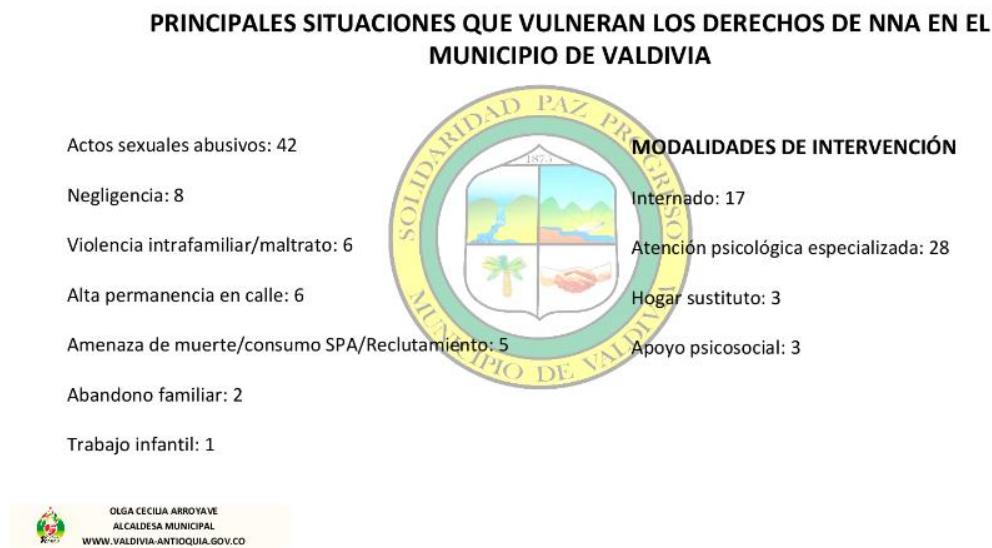 PRINCIPALES SITUACIONES QUE VULNERAN LOS DERECHOS DE NNA EN EL
MUNICIPIO DE VALDIVIA
Actos sexuales abusivos: 42
Negligencia: 8
Violencia intrafamiliar/maltrato: 6
Alta permanencia en calle: 6
Amenaza de muerte/consumo SPA/Reclutamiento: 5
Abandono familiar: 2
Trabajo infantil: 1
SOLIDARIDAD PAZ PROGRESO
1875
MUNICIPIO DE VALDIVIA
MODALIDADES DE INTERVENCIÓN
Internado: 17
Atención psicológica especializada: 28
Hogar sustituto: 3
Apoyo psicosocial: 3
OLGA CECILIA ARROYAVE
ALCALDESA MUNICIPAL
WWW.VALDIVIA-ANTIOQUIA.GOV.CO